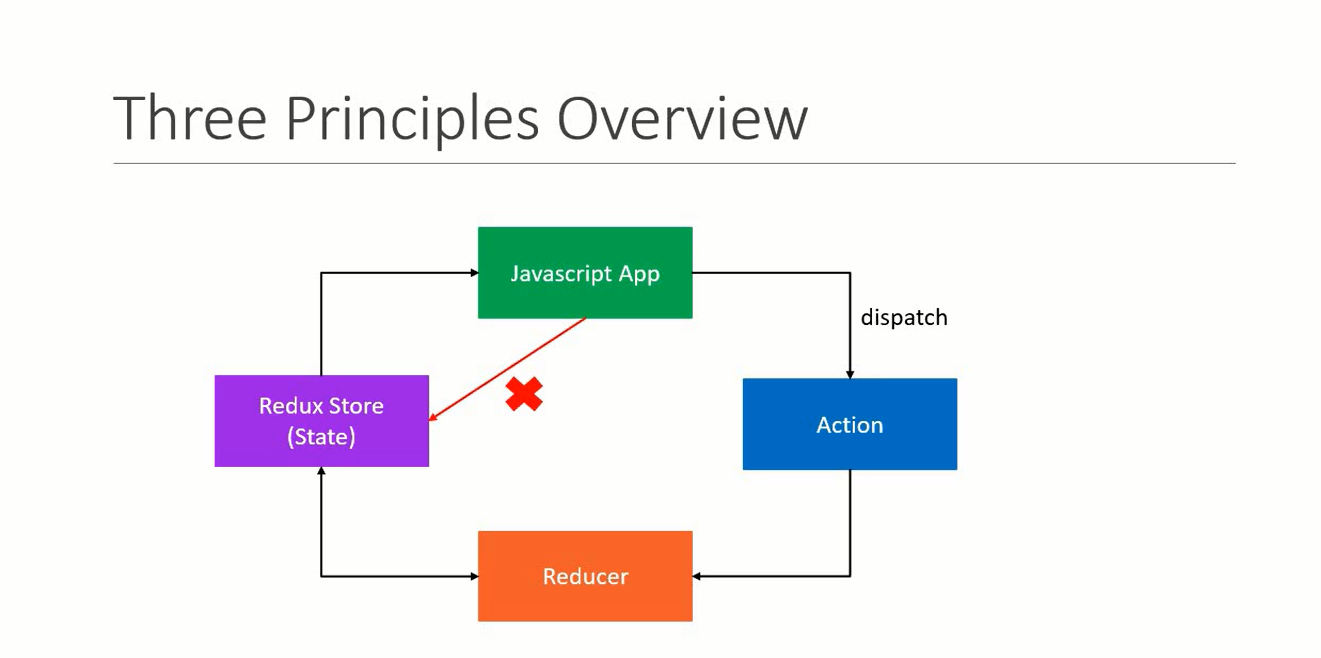 Three Principles Overview
Javascript App
dispatch
Redux Store
(State)
Action
Reducer